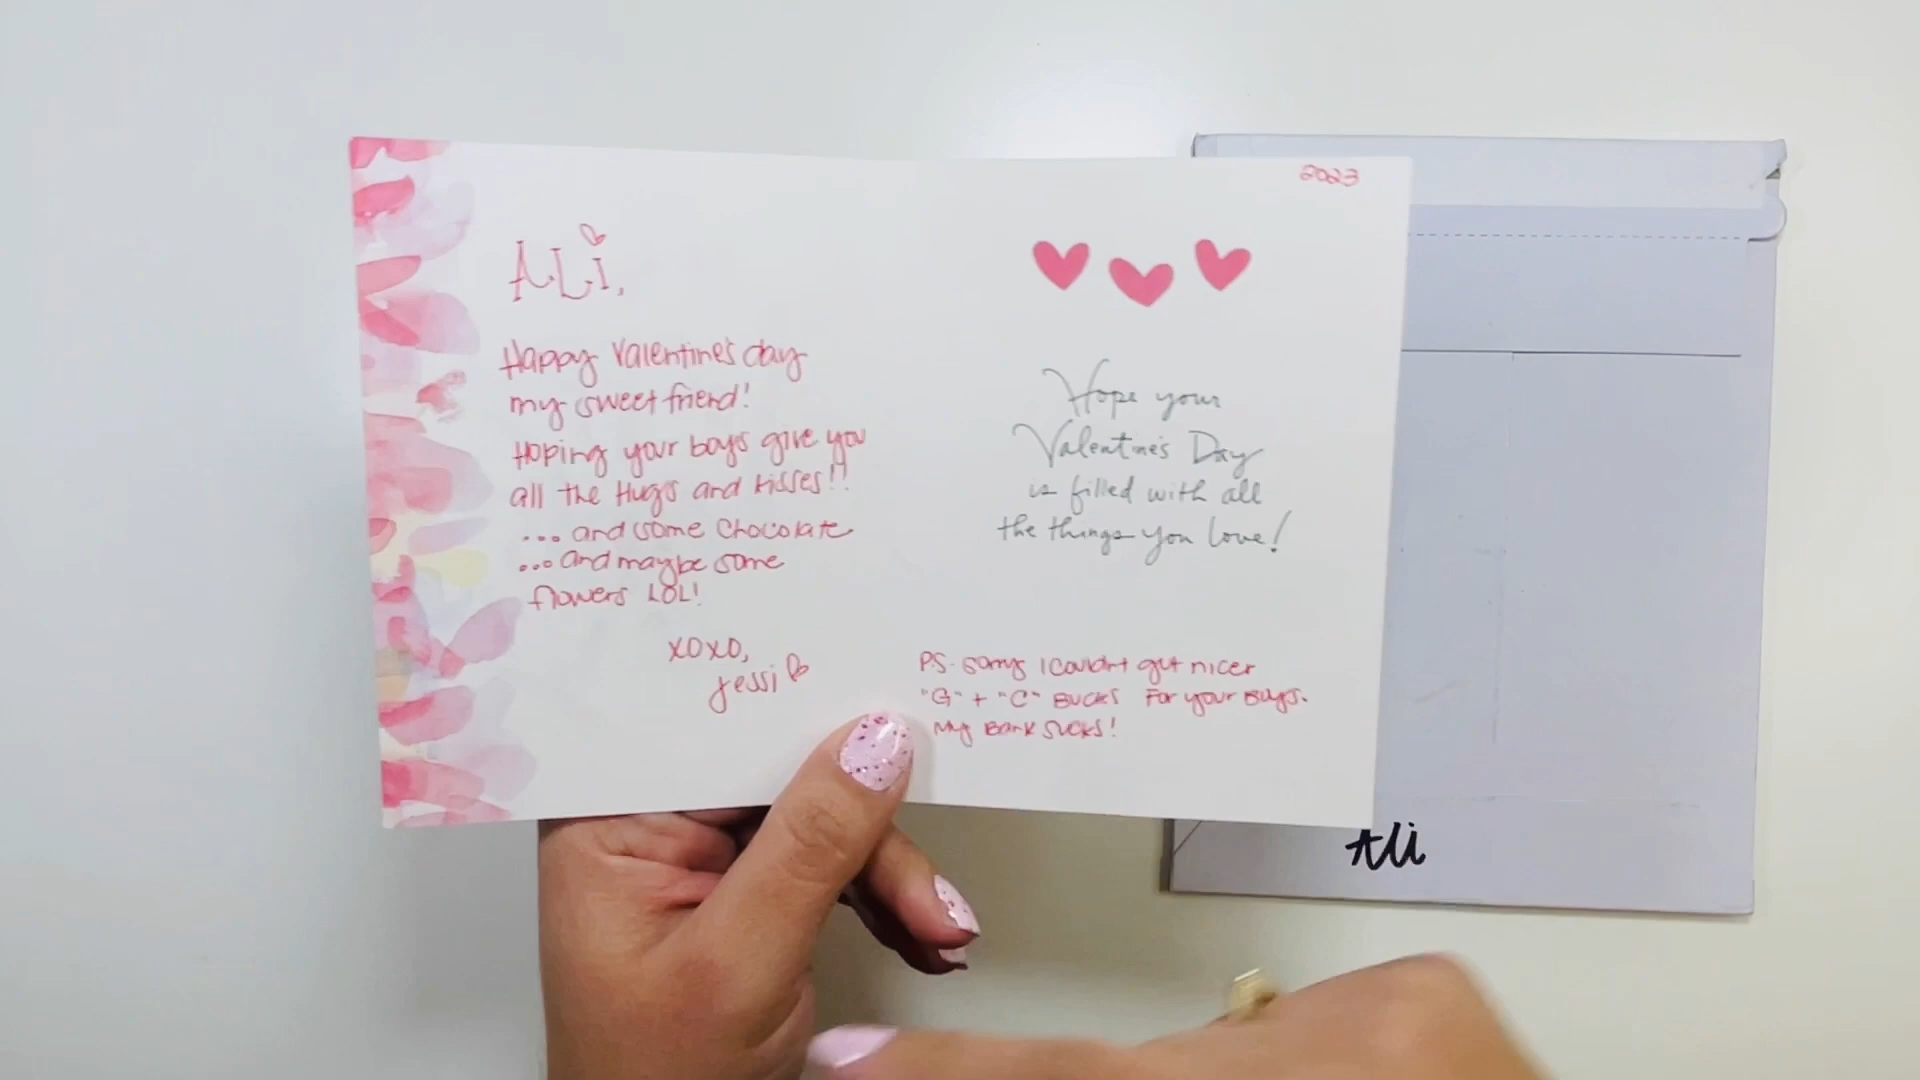 ALI,
Happy Valentine's day
my sweet friend!
Hoping your boys give you
all the Hugs and kisses!!
... and some Chocolate
... and maybe some
flowers LOL!
XOXO,
Jessi
2023
Hope your
Valentine's Day
is filled with all
the things you love!
PS. Sorry I couldn't get nicer
"G" + "C" BUCKS For your Boys.
My Bank SUCKS!
Ali